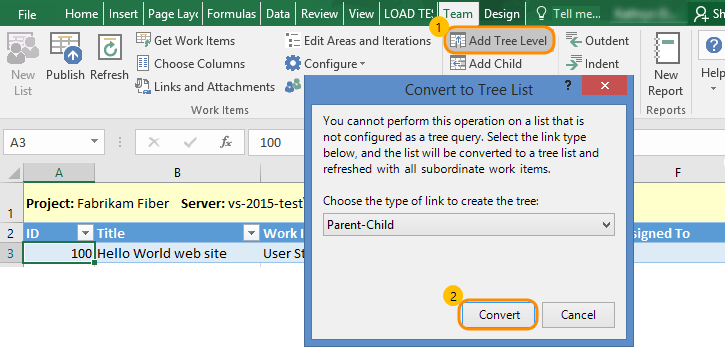 File Home Insert Page Layo Formulas Data Review View LOAD TES Team Design Tell me... Share
1
New List
Publish
Refresh
Get Work Items
Choose Columns
Links and Attachments
Work Items
Edit Areas and Iterations
Configure
Add Tree Level
Add Child
Outdent
Indent
New Report
Reports
Help
Convert to Tree List ?
You cannot perform this operation on a list that is
not configured as a tree query. Select the link type
below, and the list will be converted to a tree list and
refreshed with all subordinate work items.
Choose the type of link to create the tree:
Parent-Child
2
Convert Cancel
A3 fx 100
A B F
1 Project: Fabrikam Fiber Server: vs-2015-test\
2 ID Title Work I signed To
3 100 Hello World web site User St